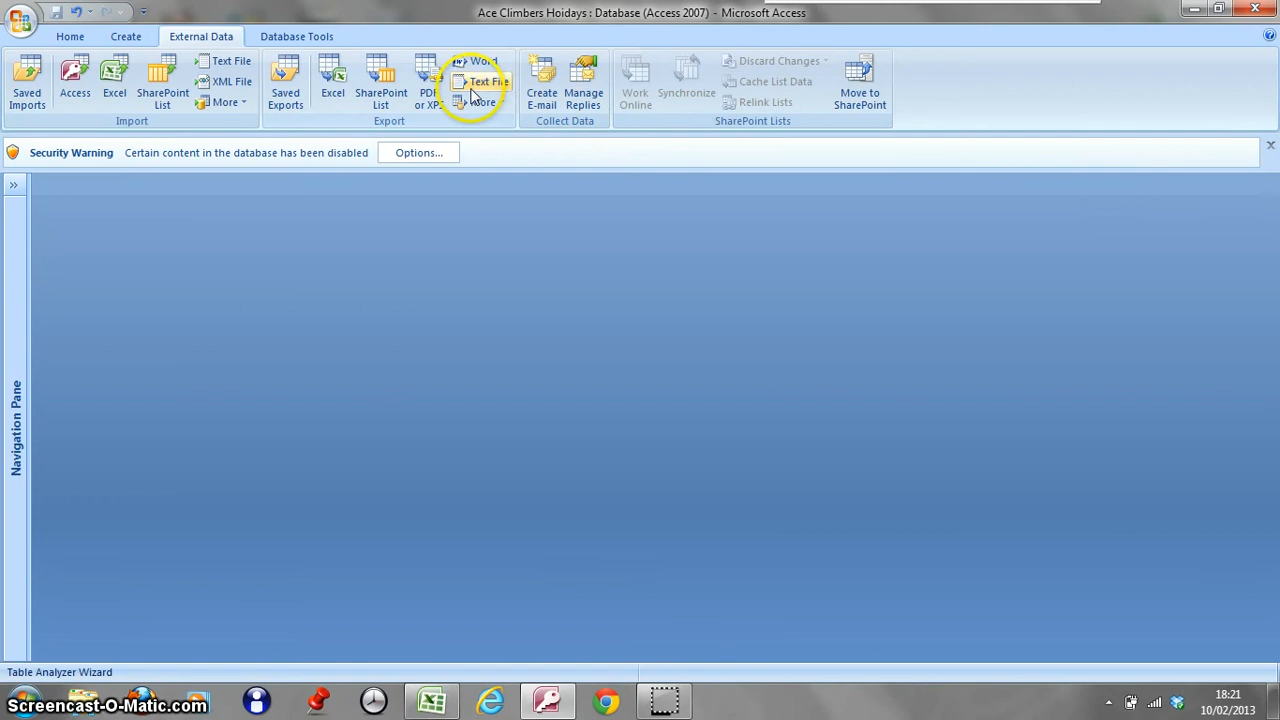 Ace Climbers Hoidays : Database (Access 2007) - Microsoft Access
Home Create External Data Database Tools
Saved Imports
Access
Excel
SharePoint List
Text File
XML File
More
Import
Saved Exports
Excel
SharePoint List
PDF or XPS
Word
Text File
More
Export
Create E-mail
Manage Replies
Collect Data
Work Online
Synchronize
Discard Changes
Cache List Data
Relink Lists
Move to SharePoint
SharePoint Lists
Security Warning Certain content in the database has been disabled Options...
Navigation Pane
Table Analyzer Wizard
Screencast-O-Matic.com
18:21
10/02/2013